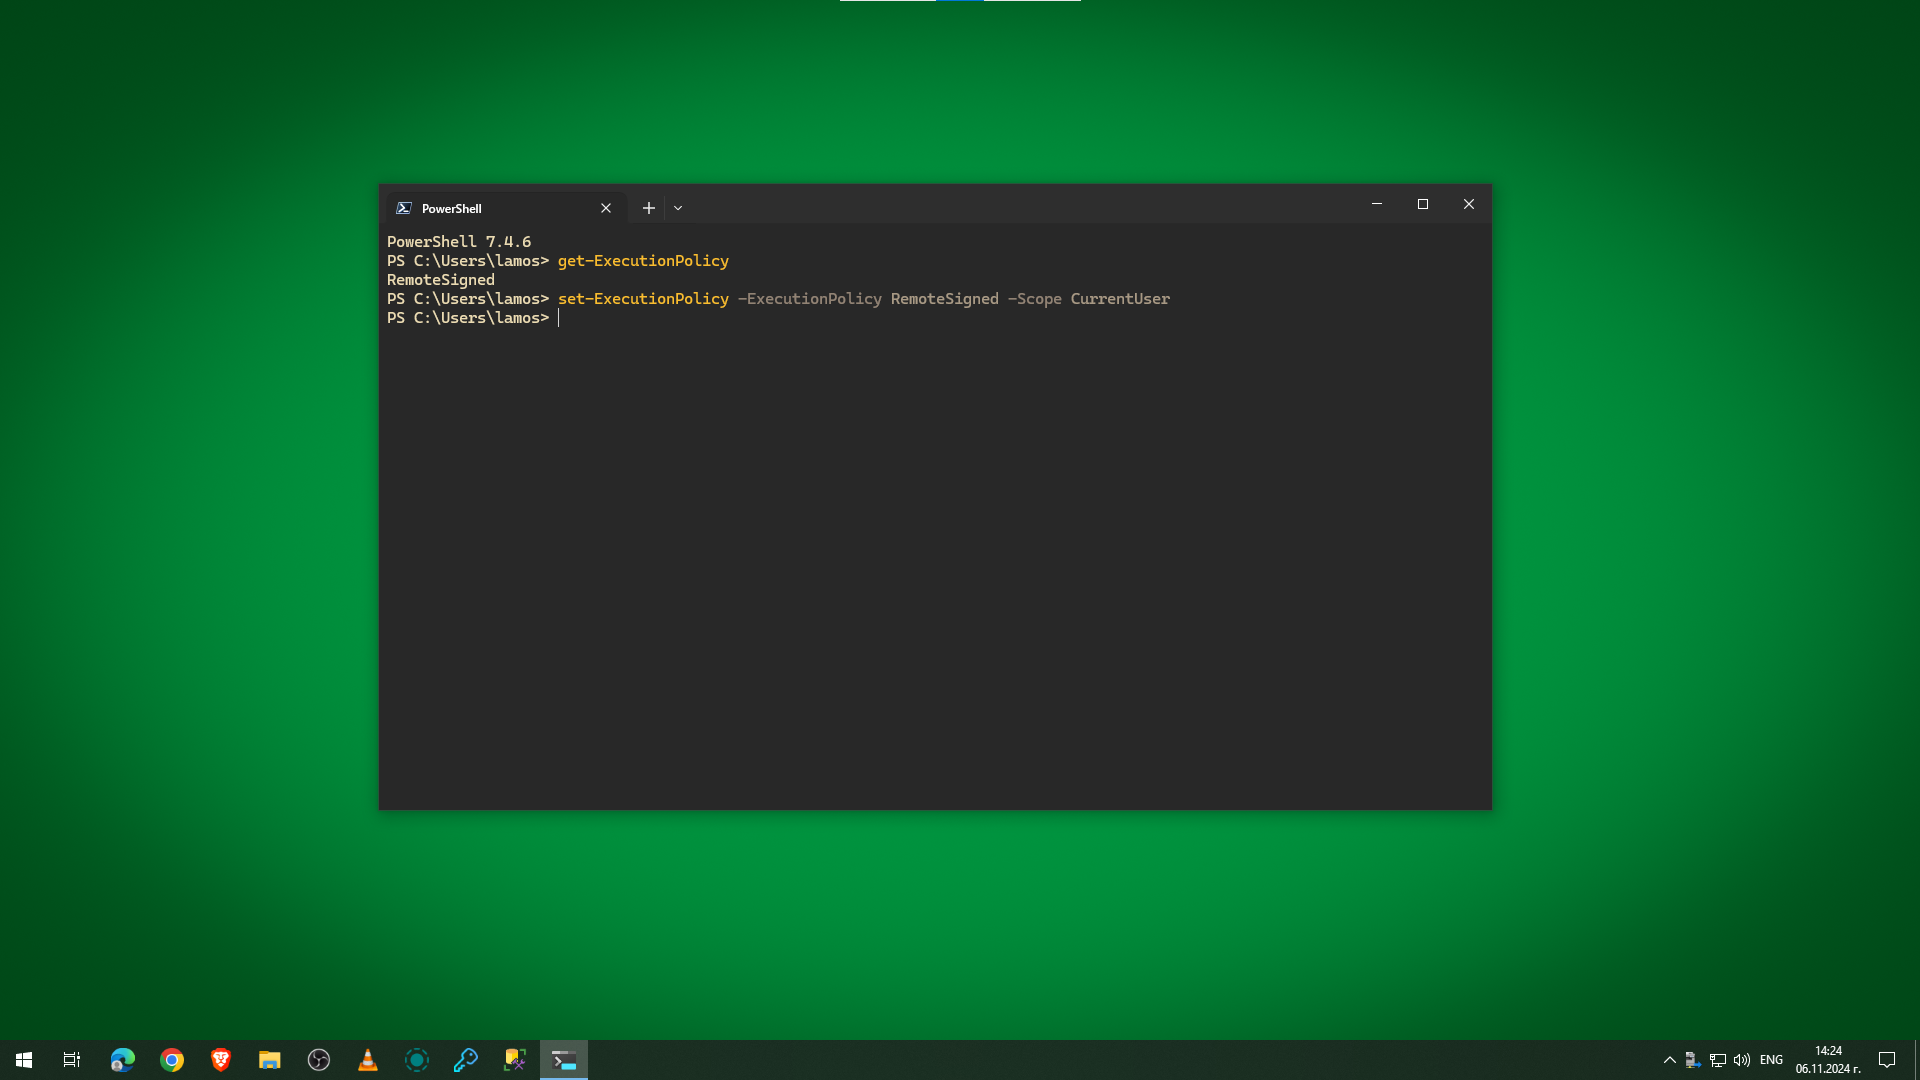 PowerShell
PowerShell 7.4.6
PS C:\Users\lamos> get-ExecutionPolicy
RemoteSigned
PS C:\Users\lamos> set-ExecutionPolicy -ExecutionPolicy RemoteSigned -Scope CurrentUser
PS C:\Users\lamos>
ENG
14:24
06.11.2024 г.